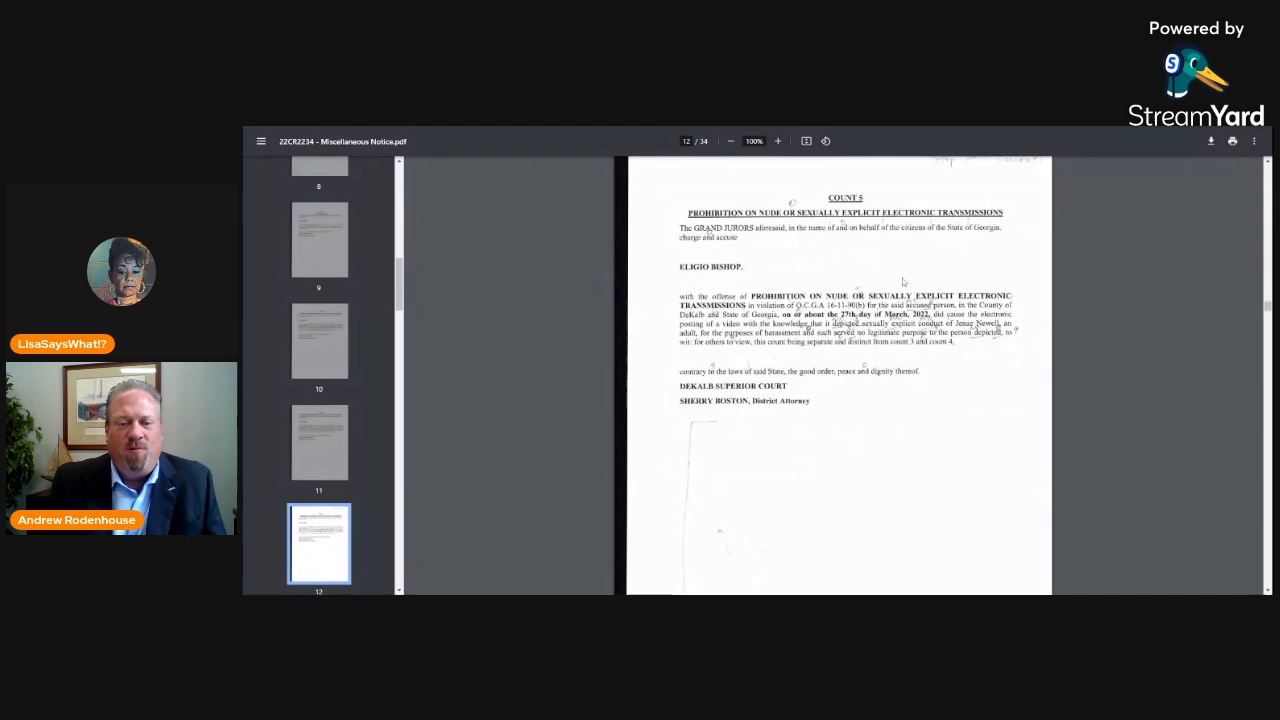 Powered by
StreamYard
22CR2234 - Miscellaneous Notice.pdf
12 / 34
100%
8
9
10
11
12
COUNT 5
PROHIBITION ON NUDE OR SEXUALLY EXPLICIT ELECTRONIC TRANSMISSIONS
The GRAND JURORS aforesaid, in the name of and on behalf of the citizens of the State of Georgia,
charge and accuse
ELIGIO BISHOP,
with the offense of PROHIBITION ON NUDE OR SEXUALLY EXPLICIT ELECTRONIC
TRANSMISSIONS in violation of O.C.G.A 16-11-90(b) for the said accused person, in the County of
DeKalb and State of Georgia, on or about the 27th day of March, 2022, did cause the electronic
posting of a video with the knowledge that it depicted sexually explicit conduct of Jenae Newell, an
adult, for the purposes of harassment and such served no legitimate purpose to the person depicted, to
wit: for others to view, this count being separate and distinct from count 3 and count 4,
contrary to the laws of said State, the good order, peace and dignity thereof.
DEKALB SUPERIOR COURT
SHERRY BOSTON, District Attorney
LisaSaysWhat!?
Andrew Rodenhouse